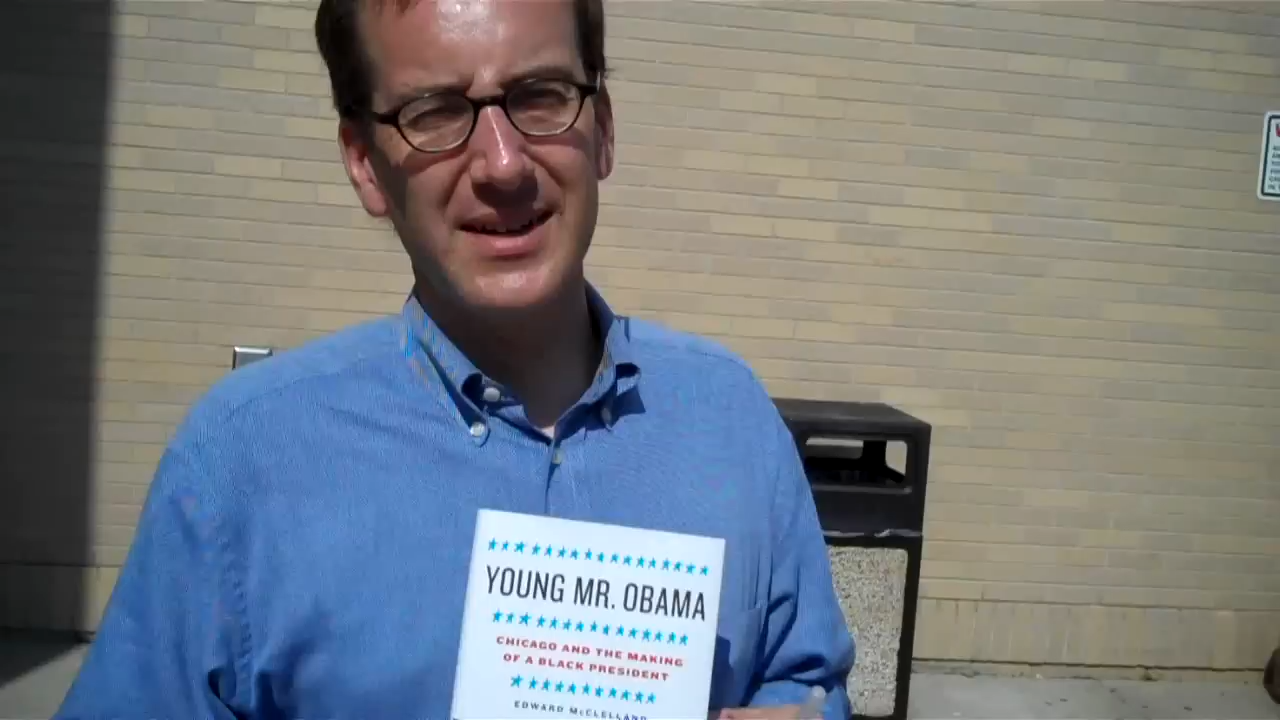 YOUNG MR. OBAMA
CHICAGO AND THE MAKING
OF A BLACK PRESIDENT
EDWARD McCLELLAND